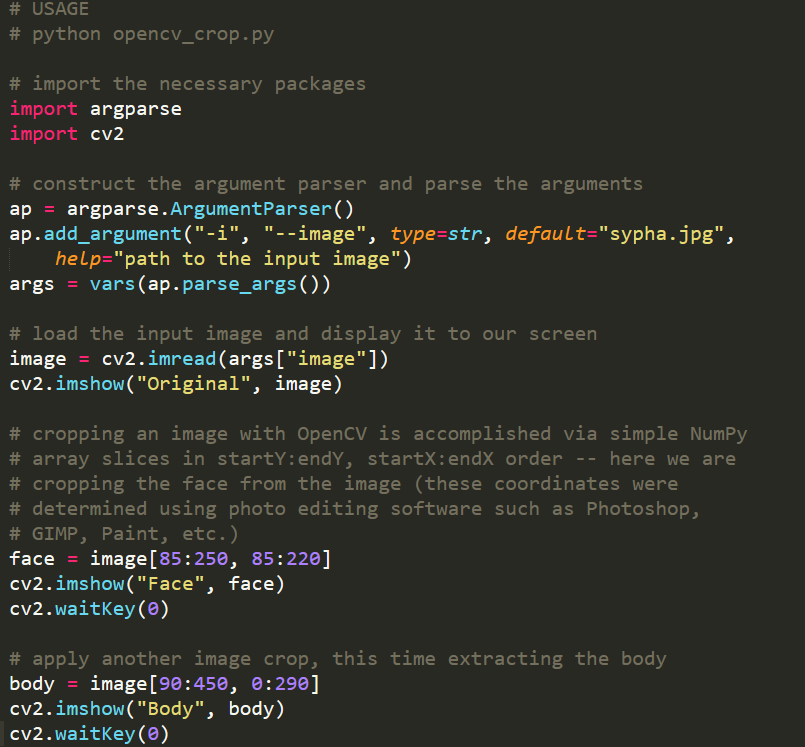 # USAGE
# python opencv_crop.py

# import the necessary packages
import argparse
import cv2

# construct the argument parser and parse the arguments
ap = argparse.ArgumentParser()
ap.add_argument("-i", "--image", type=str, default="sypha.jpg",
    help="path to the input image")
args = vars(ap.parse_args())

# load the input image and display it to our screen
image = cv2.imread(args["image"])
cv2.imshow("Original", image)

# cropping an image with OpenCV is accomplished via simple NumPy
# array slices in startY:endY, startX:endX order -- here we are
# cropping the face from the image (these coordinates were
# determined using photo editing software such as Photoshop,
# GIMP, Paint, etc.)
face = image[85:250, 85:220]
cv2.imshow("Face", face)
cv2.waitKey(0)

# apply another image crop, this time extracting the body
body = image[90:450, 0:290]
cv2.imshow("Body", body)
cv2.waitKey(0)